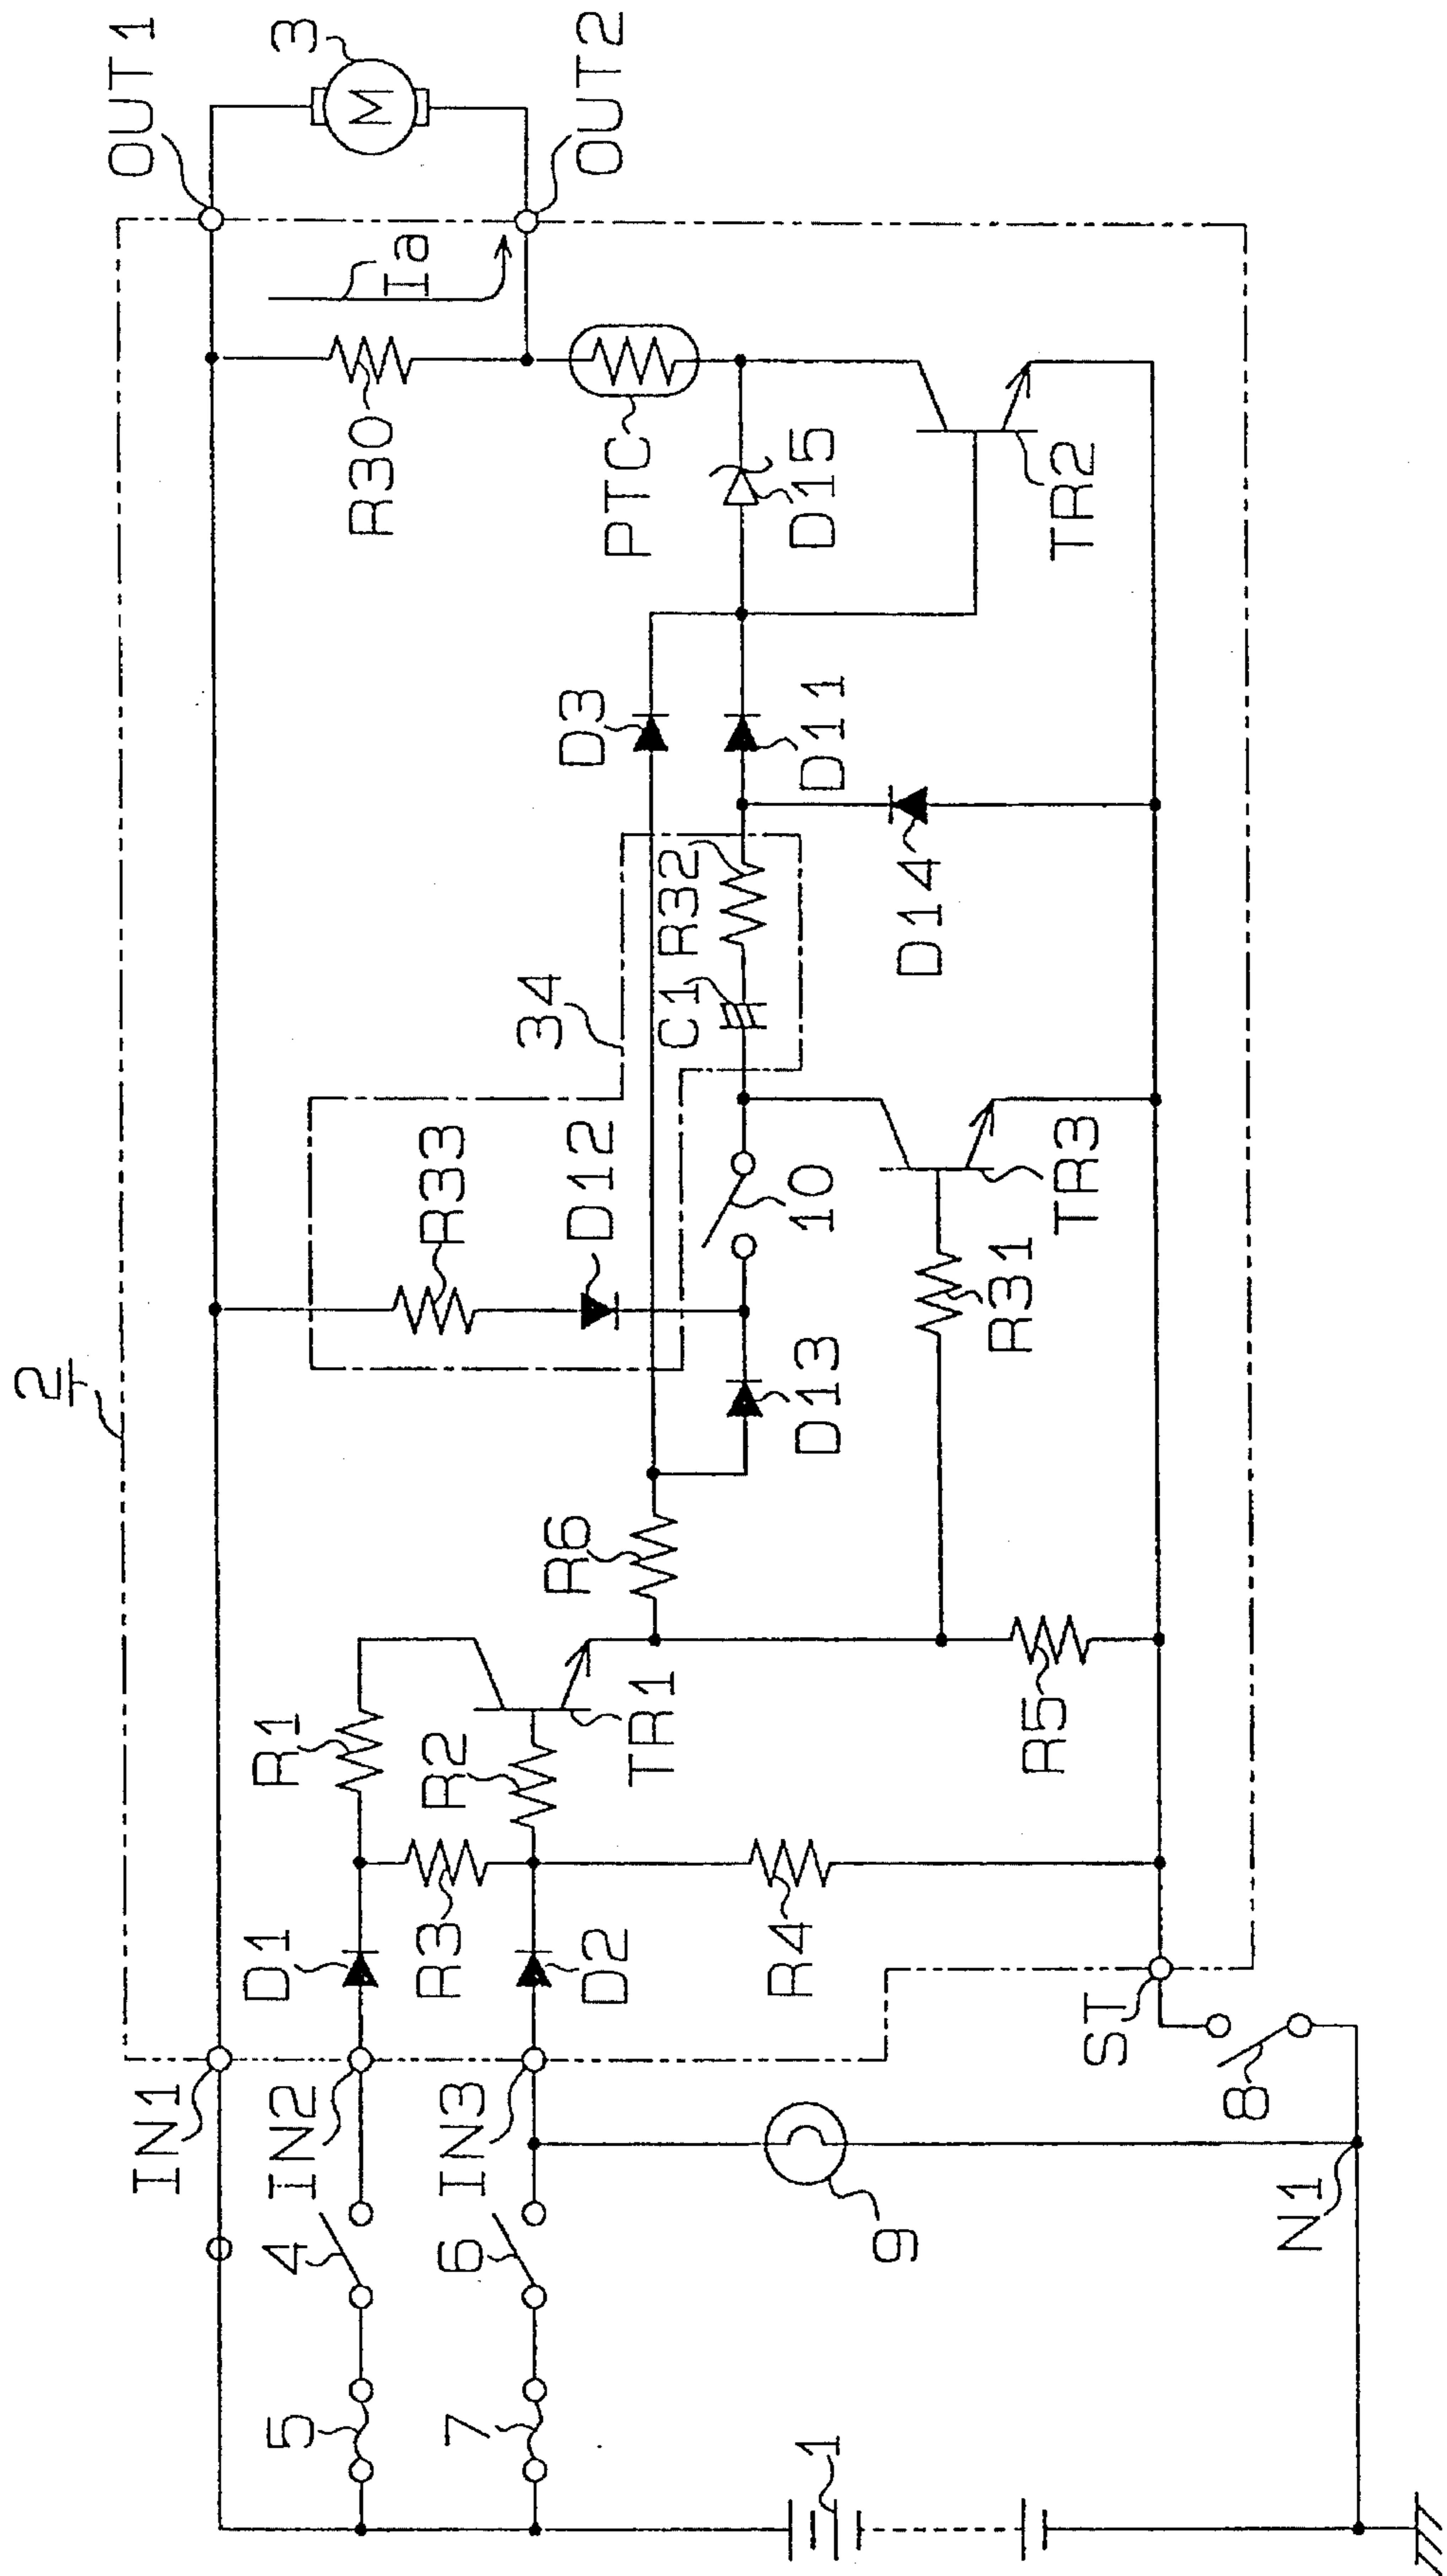 2
OUT1
3
M
OUT2
Ia
R30
PTC
D15
TR2
D3
D11
D14
34
R32
C1
R33
D12
10
TR3
R31
D13
R6
R5
R1
R2
TR1
D1
R3
D2
R4
IN1
IN2
IN3
SI
4
5
6
7
8
9
N1
1